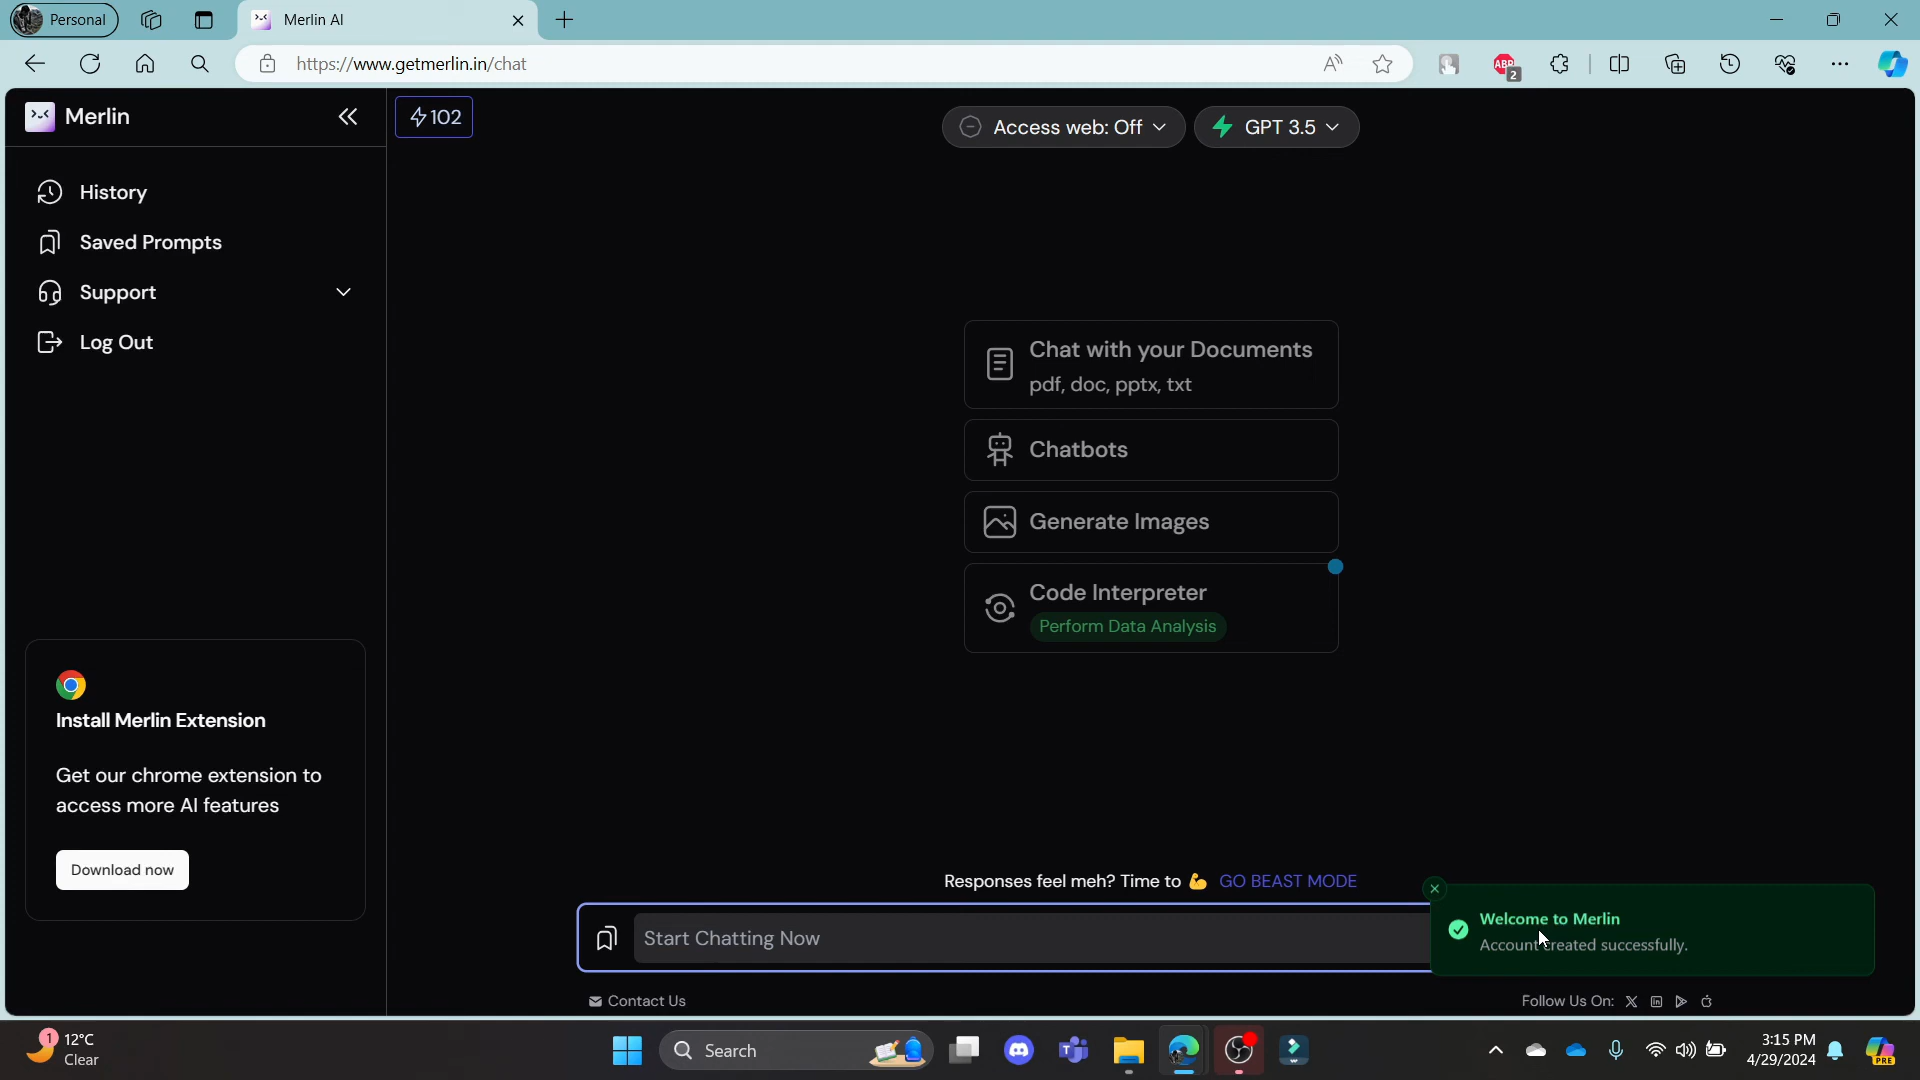 Personal
Merlin AI
https://www.getmerlin.in/chat
ABP
2
Merlin
102
Access web: Off
GPT 3.5
History
Saved Prompts
Support
Log Out
Chat with your Documents
pdf, doc, pptx, txt
Chatbots
Generate Images
Code Interpreter
Perform Data Analysis
Install Merlin Extension
Get our chrome extension to
access more AI features
Download now
Responses feel meh? Time to 💪 GO BEAST MODE
Start Chatting Now
Welcome to Merlin
Account created successfully.
Contact Us
Follow Us On:
1
12°C
Clear
Search
3:15 PM
4/29/2024
PRE